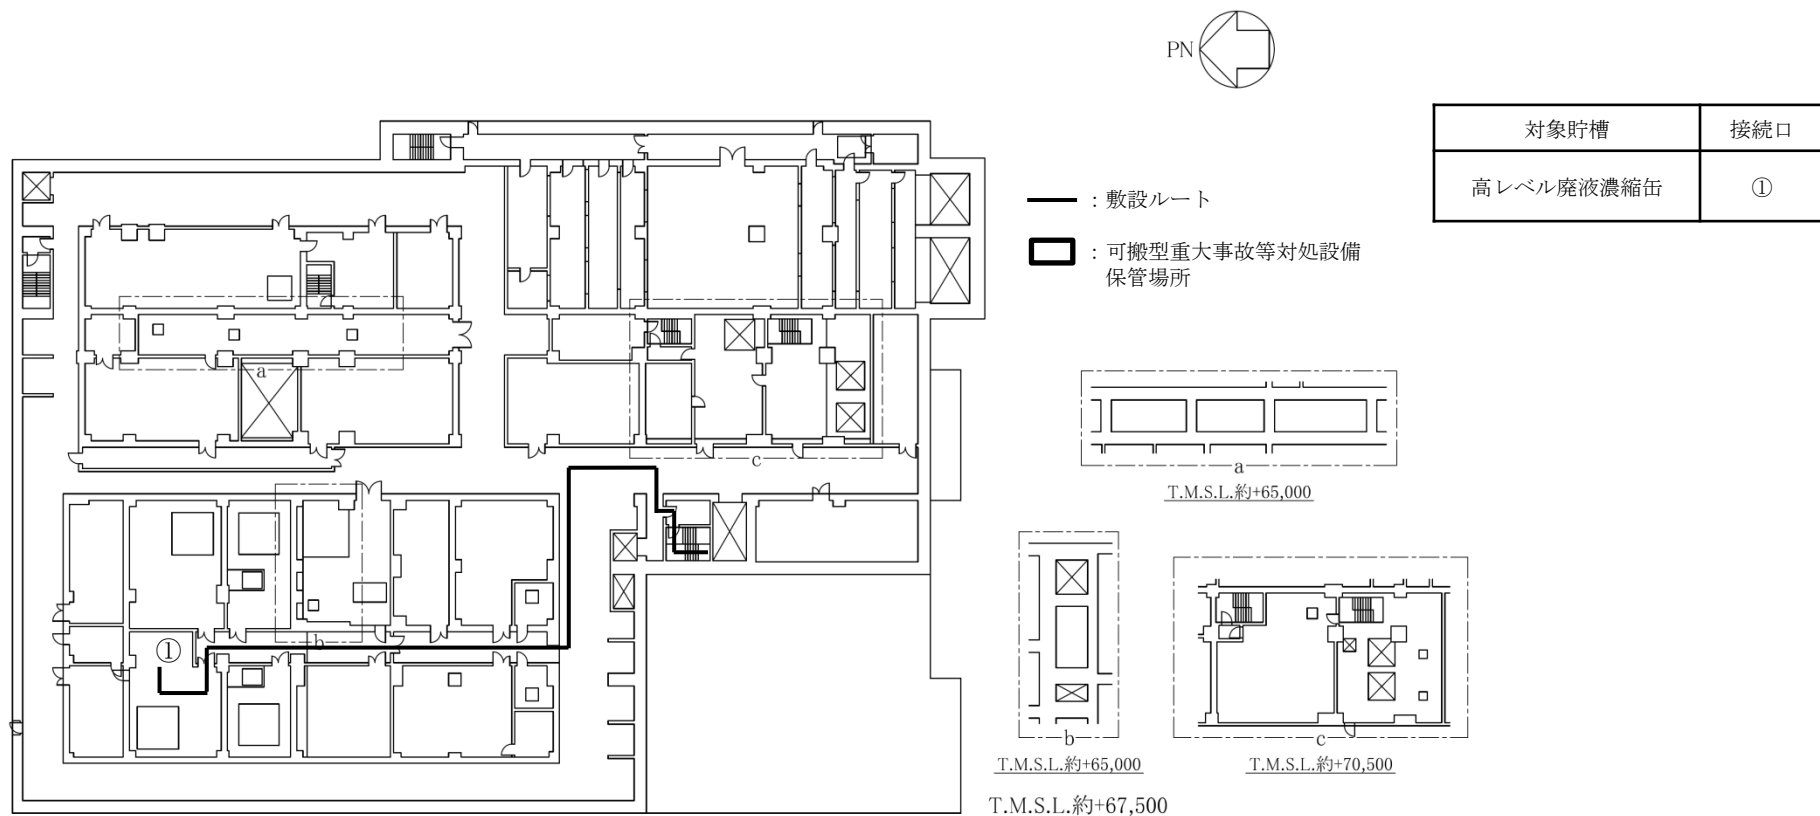 PN
対象貯槽 接続口
高レベル廃液濃縮缶 ①
：敷設ルート
：可搬型重大事故等対処設備
保管場所
a
c
b
①
a
T.M.S.L.約+65,000
b
T.M.S.L.約+65,000
c
T.M.S.L.約+70,500
T.M.S.L.約+67,500